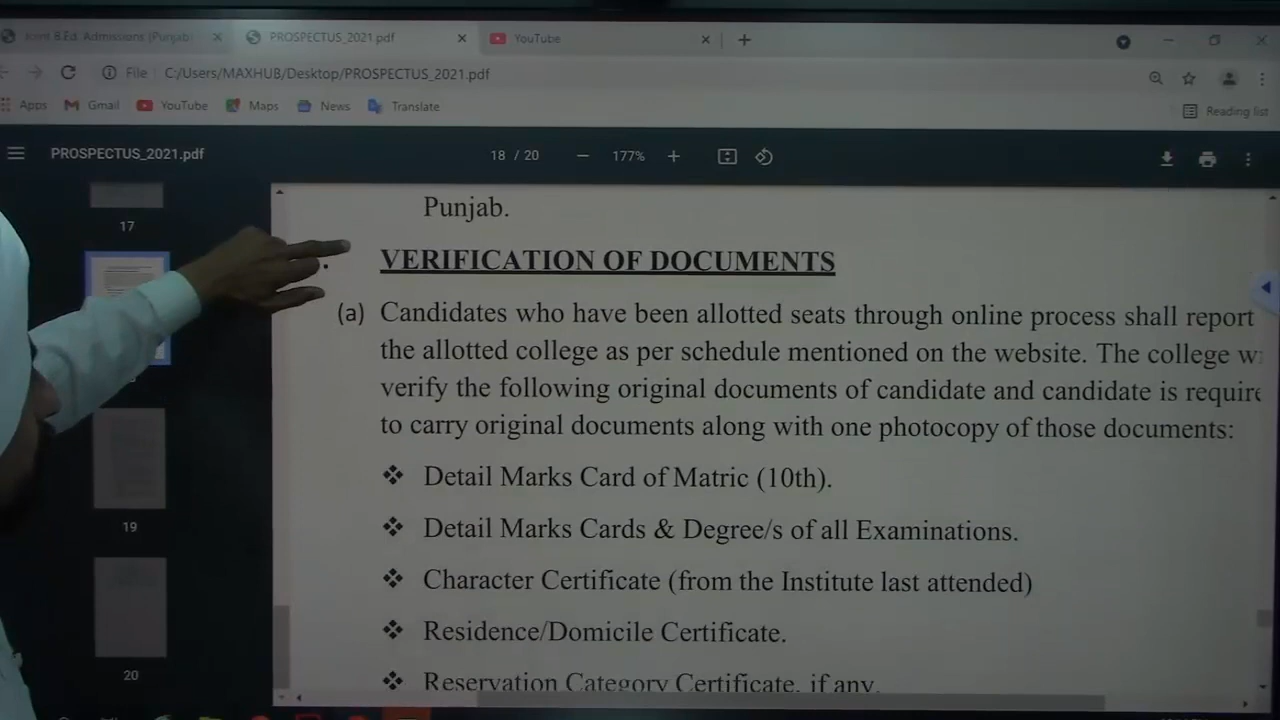 Joint B.Ed. Admissions (Punjab)
PROSPECTUS_2021.pdf
YouTube
File
C:/Users/MAXHUB/Desktop/PROSPECTUS_2021.pdf
Apps
Gmail
YouTube
Maps
News
Translate
Reading list
PROSPECTUS_2021.pdf
18 / 20
177%
17
19
20
Punjab.
VERIFICATION OF DOCUMENTS
(a) Candidates who have been allotted seats through online process shall report
the allotted college as per schedule mentioned on the website. The college w
verify the following original documents of candidate and candidate is require
to carry original documents along with one photocopy of those documents:
❖ Detail Marks Card of Matric (10th).
❖ Detail Marks Cards & Degree/s of all Examinations.
❖ Character Certificate (from the Institute last attended)
❖ Residence/Domicile Certificate.
❖ Reservation Category Certificate, if any.